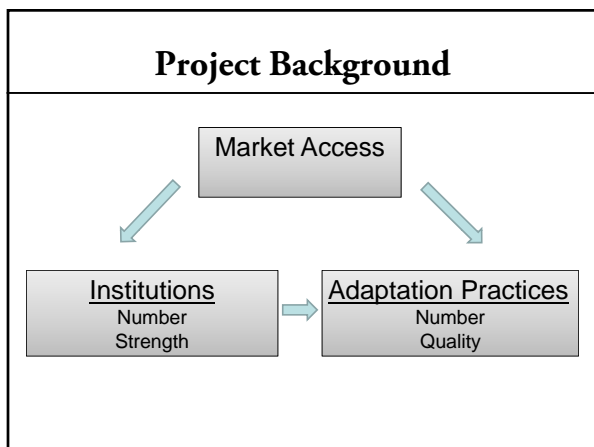 Project Background
Market Access
Institutions
Number
Strength
Adaptation Practices
Number
Quality